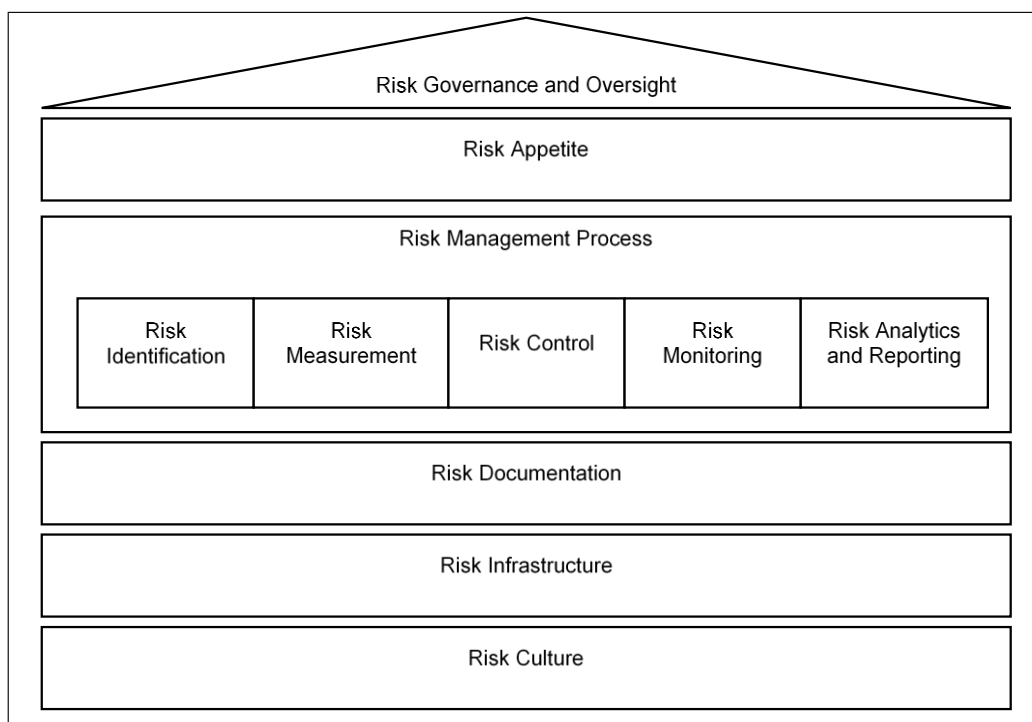 Risk Governance and Oversight
Risk Appetite
Risk Management Process
Risk
Identification
Risk
Measurement
Risk Control
Risk
Monitoring
Risk Analytics
and Reporting
Risk Documentation
Risk Infrastructure
Risk Culture